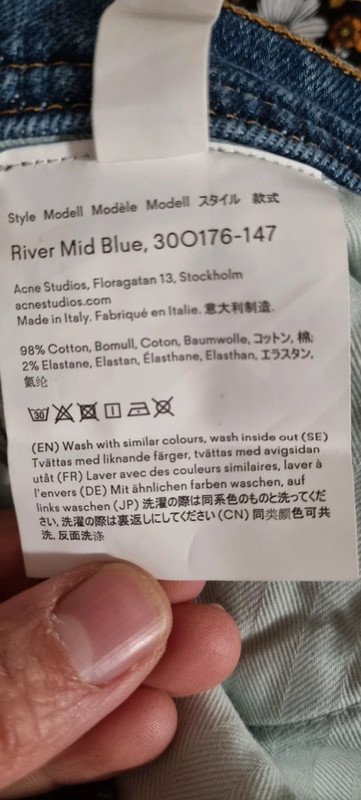 Style Modell Modèle Modell スタイル 款式
River Mid Blue, 30O176-147
Acne Studios, Floragatan 13, Stockholm
acnestudios.com
Made in Italy. Fabriqué en Italie. 意大利制造.
98% Cotton, Bomull, Coton, Baumwolle, コットン, 棉;
2% Elastane, Elastan, Élasthane, Elasthan, エラスタン,
氨纶
30
(EN) Wash with similar colours, wash inside out (SE)
Tvättas med liknande färger, tvättas med avigsidan
utåt (FR) Laver avec des couleurs similaires, laver à
l'envers (DE) Mit ähnlichen farben waschen, auf
links waschen (JP) 洗濯の際は同系色のものと洗ってくだ
さい, 洗濯の際は裏返しにしてください (CN) 同类颜色可共
洗, 反面洗涤